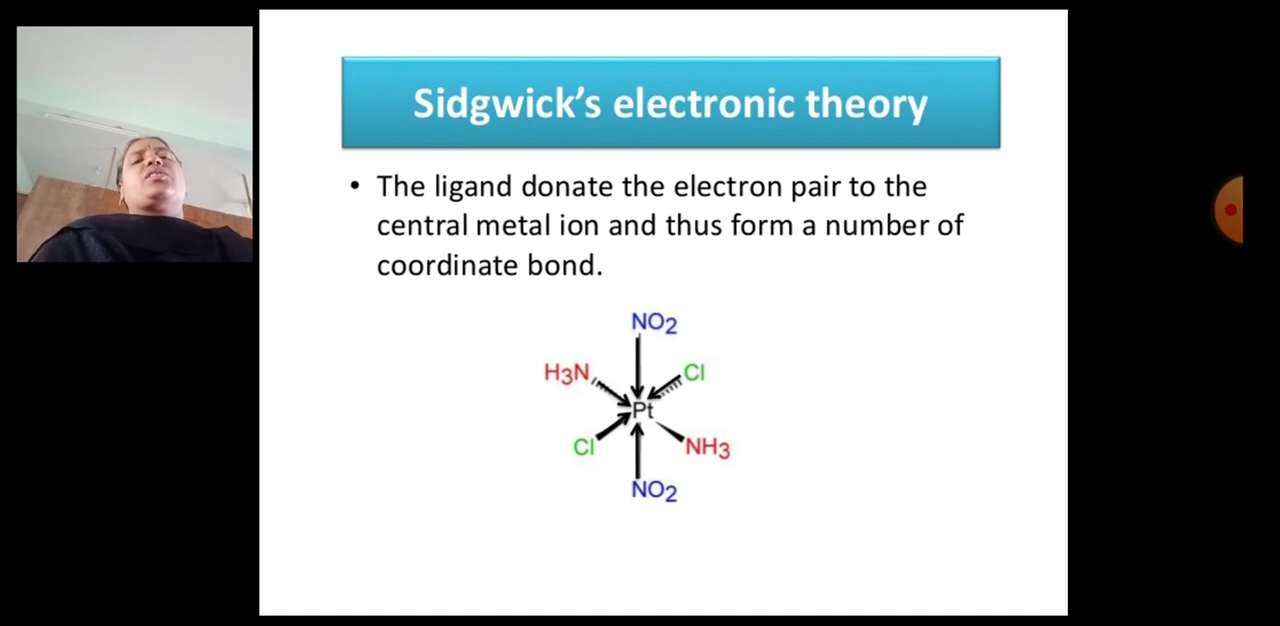 Sidgwick's electronic theory
• The ligand donate the electron pair to the
central metal ion and thus form a number of
coordinate bond.
NO2
H3N
Cl
Pt
Cl
NH3
NO2